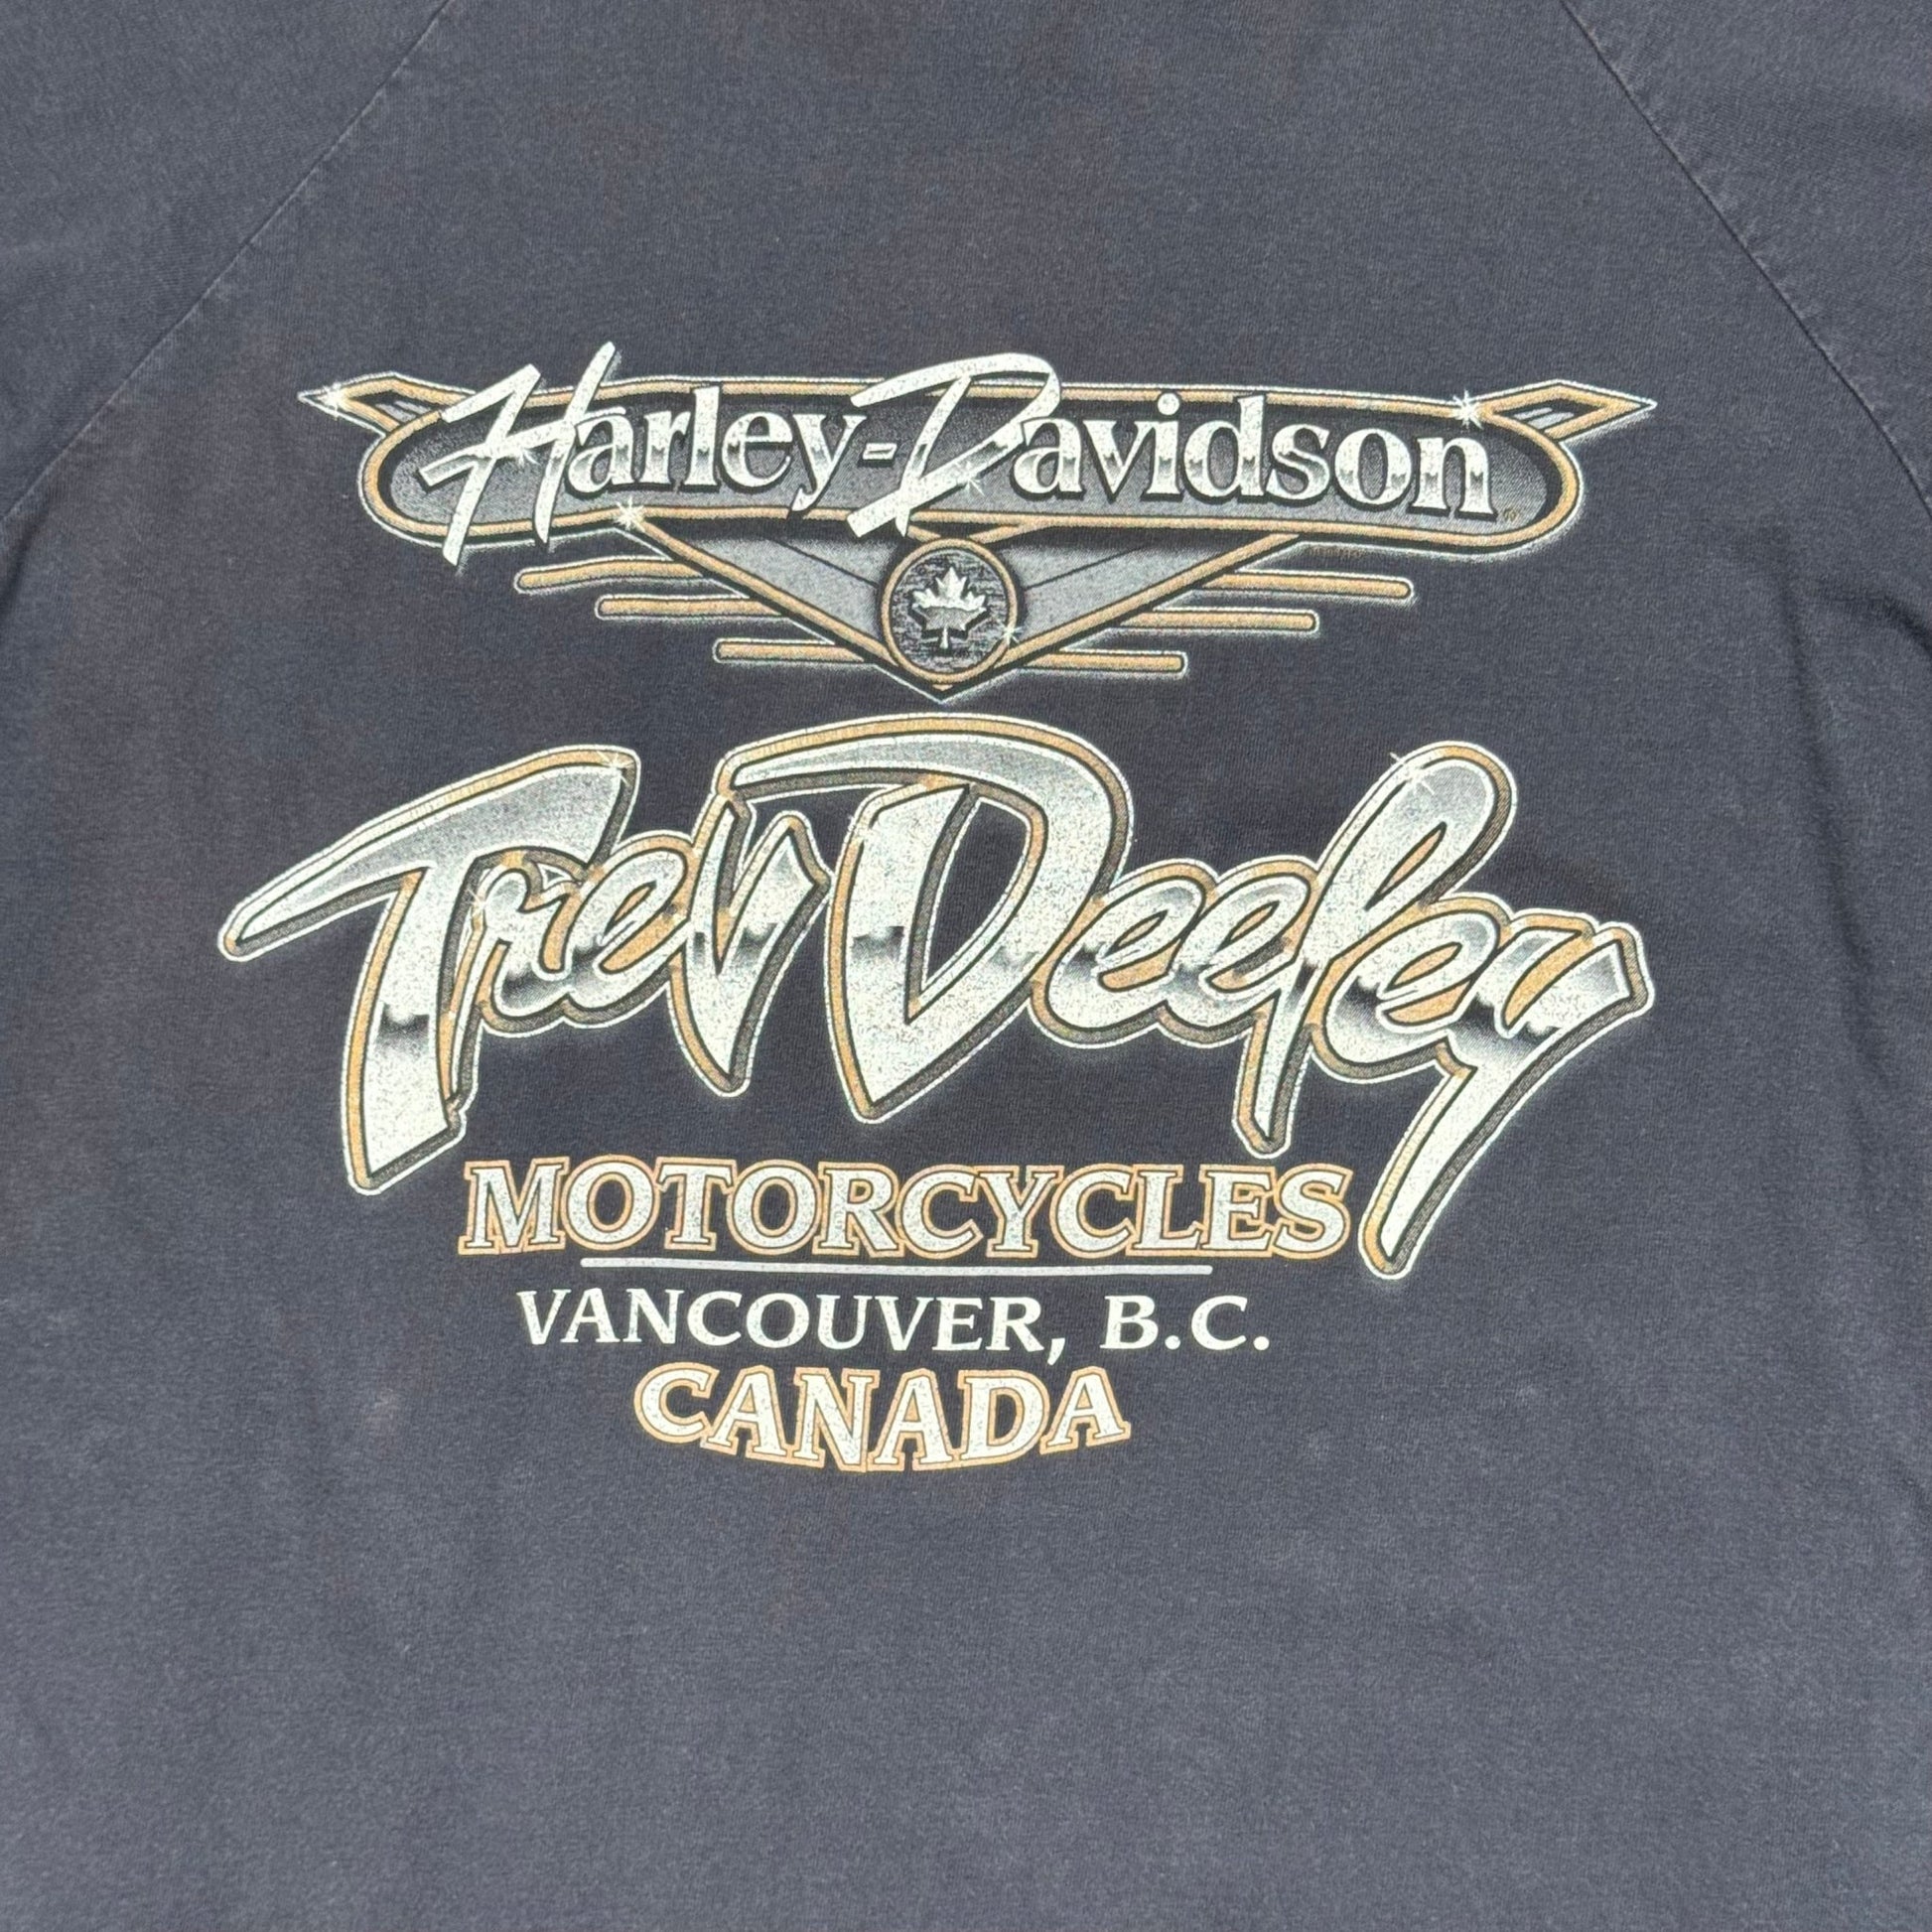 Harley-Davidson
Trev Deeley
MOTORCYCLES
VANCOUVER, B.C.
CANADA